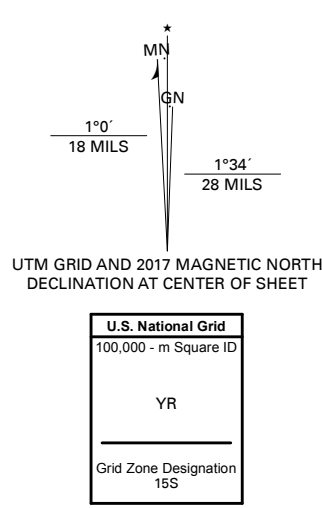 ★
MN
GN
1°0´
18 MILS
1°34´
28 MILS
UTM GRID AND 2017 MAGNETIC NORTH
DECLINATION AT CENTER OF SHEET
U.S. National Grid
100,000 - m Square ID
YR
Grid Zone Designation
15S